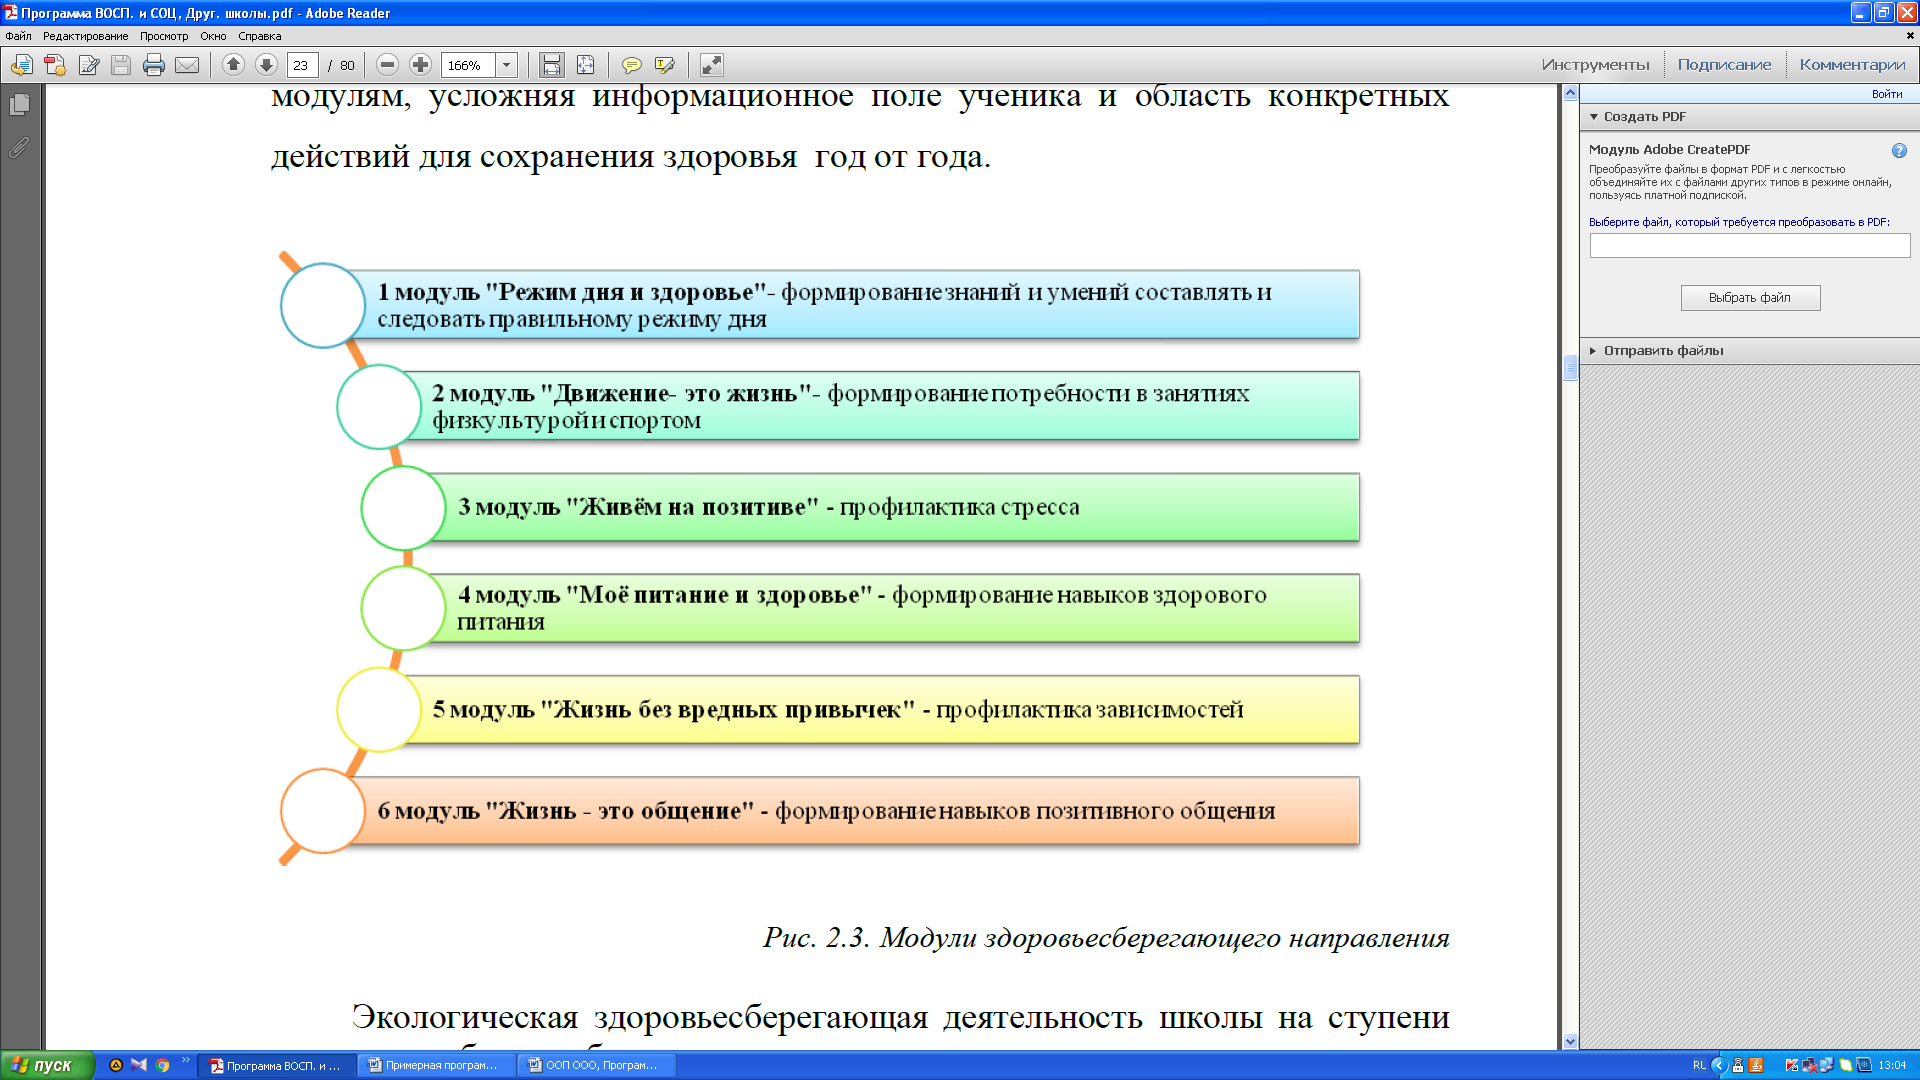 Программа ВОСП. и СОЦ, Друг. школы.pdf - Adobe Reader
Файл Редактирование Просмотр Окно Справка
23 / 80 166% Инструменты Подписание Комментарии
Войти
Создать PDF
Модуль Adobe CreatePDF
Преобразуйте файлы в формат PDF и с легкостью
объединяйте их с файлами других типов в режиме онлайн,
пользуясь платной подпиской.
Выберите файл, который требуется преобразовать в PDF:
Выбрать файл
Отправить файлы
модулям, усложняя информационное поле ученика и область конкретных
действий для сохранения здоровья год от года.
1 модуль "Режим дня и здоровье"- формирование знаний и умений составлять и
следовать правильному режиму дня
2 модуль "Движение- это жизнь"- формирование потребности в занятиях
физкультурой и спортом
3 модуль "Живём на позитиве" - профилактика стресса
4 модуль "Моё питание и здоровье" - формирование навыков здорового
питания
5 модуль "Жизнь без вредных привычек" - профилактика зависимостей
6 модуль "Жизнь - это общение" - формирование навыков позитивного общения
Рис. 2.3. Модули здоровьесберегающего направления
Экологическая здоровьесберегающая деятельность школы на ступени
пуск
Программа ВОСП. и ...
Примерная програм...
ООП ООО, Програм...
RL 13:04